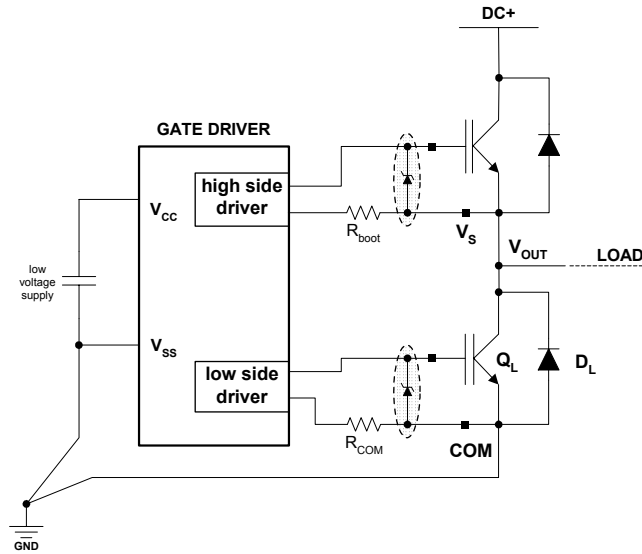 DC+
GATE DRIVER
high side
driver
V_CC
R_boot
V_S
V_OUT
LOAD
low
voltage
supply
V_SS
low side
driver
Q_L
D_L
R_COM
COM
GND